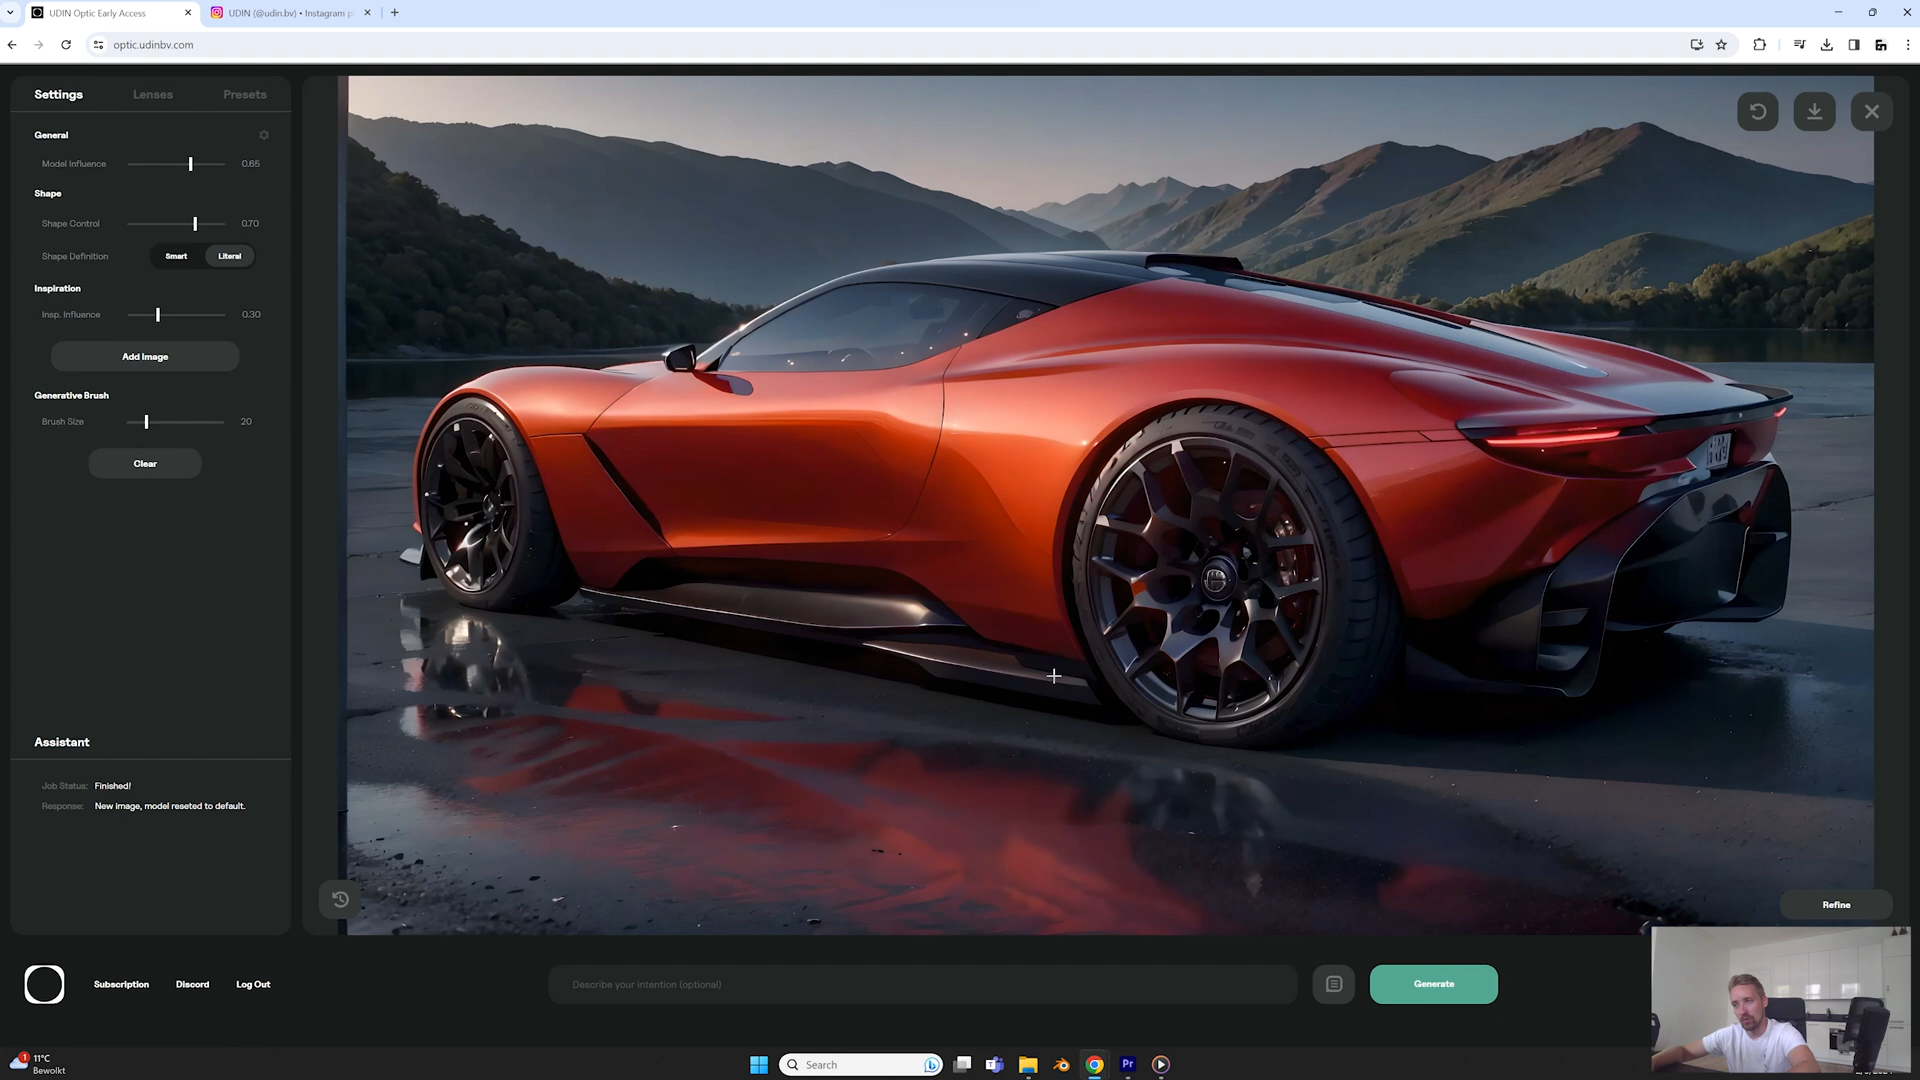 UDIN Optic Early Access
UDIN (@udin.bv) • Instagram p
optic.udinbv.com
Settings
Lenses
Presets
General
Model Influence
0.65
Shape
Shape Control
0.70
Shape Definition
Smart
Literal
Inspiration
Insp. Influence
0.30
Add Image
Generative Brush
Brush Size
20
Clear
Assistant
Job Status: Finished!
Response: New image, model reseted to default.
Refine
Subscription
Discord
Log Out
Describe your intention (optional)
Generate
1
11°C
Bewolkt
Search
Pr